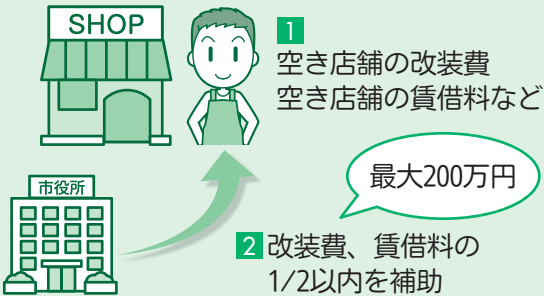 SHOP
1
空き店舗の改装費
空き店舗の賃借料など
市役所
最大200万円
2 改装費、賃借料の
1/2以内を補助